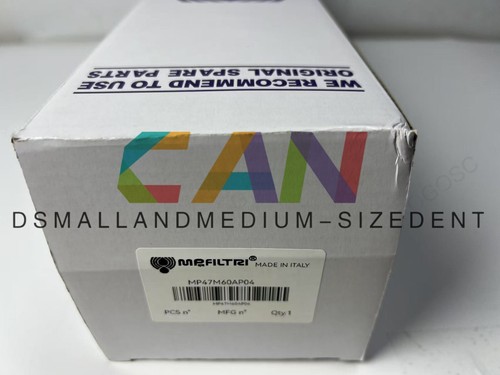 WE RECOMMEND TO USE
ORIGINAL SPARE PARTS
CAN
DSMALLANDMEDIUM-SIZEDENT
MPFILTRI® MADE IN ITALY
MP47M60AP04
MP47M60AP04
PCS n° MFG n° Qty 1